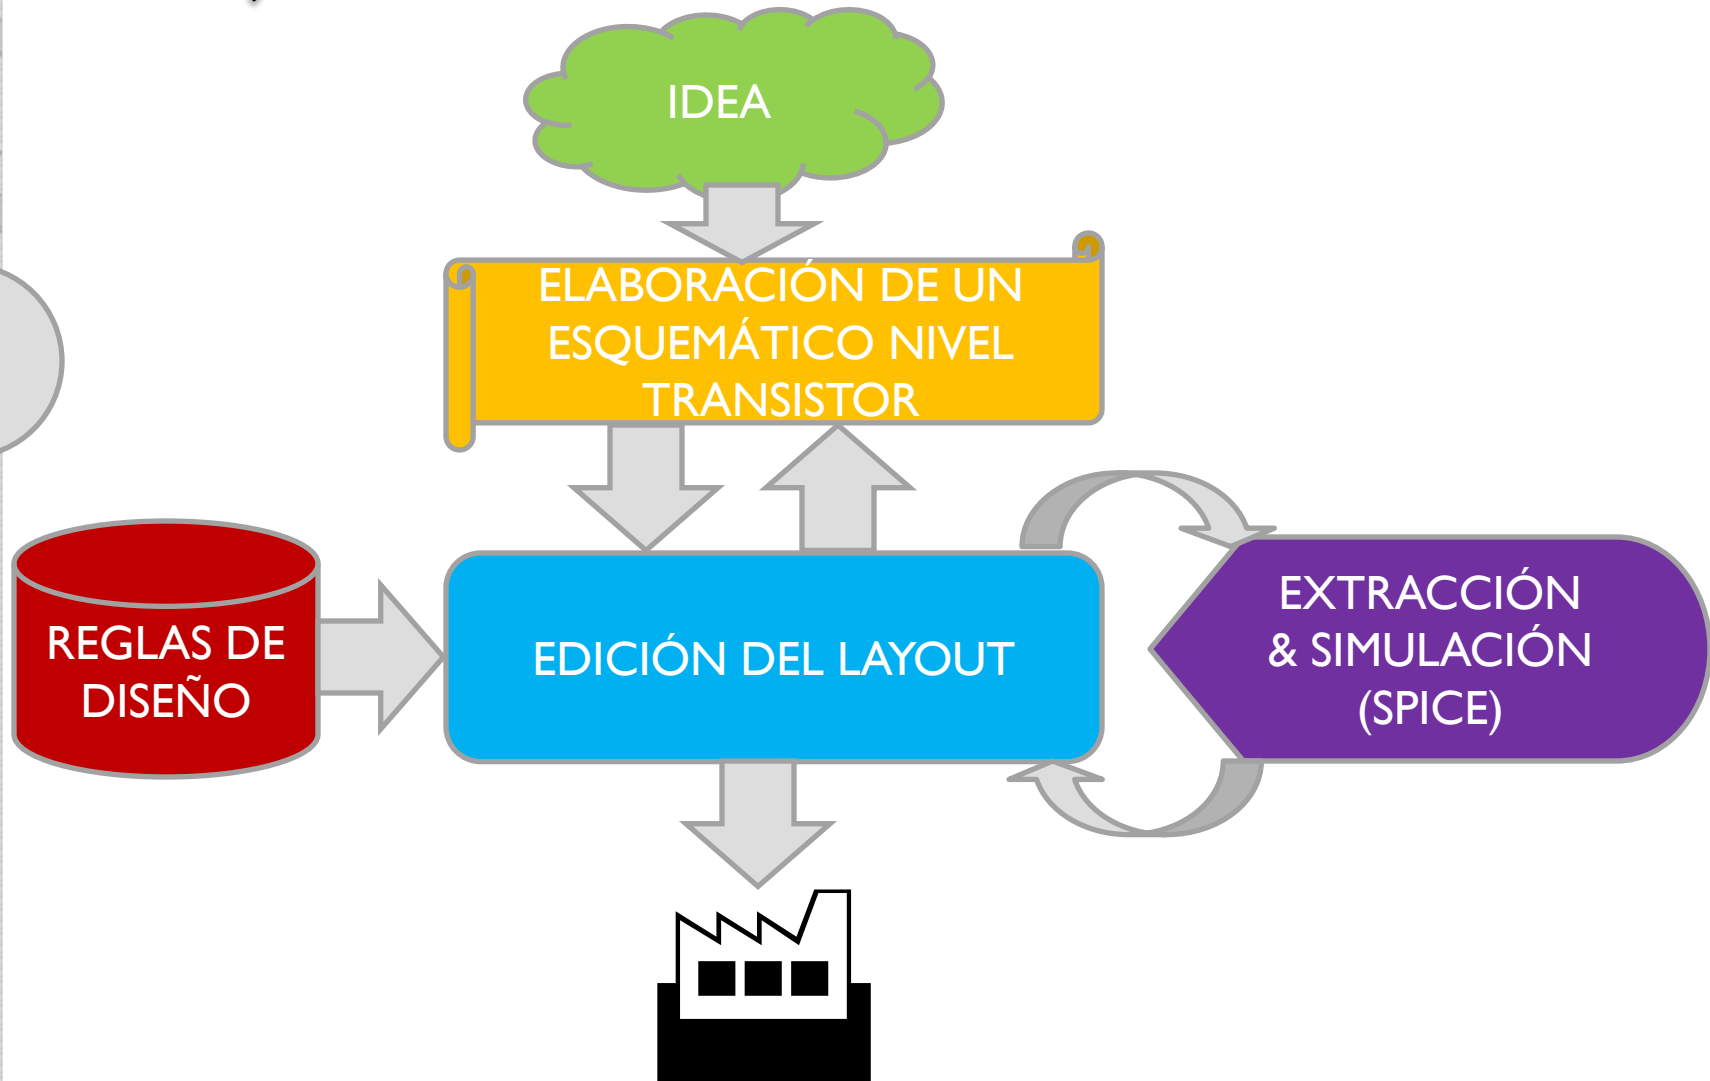 IDEA
ELABORACIÓN DE UN
ESQUEMÁTICO NIVEL
TRANSISTOR
REGLAS DE
DISEÑO
EDICIÓN DEL LAYOUT
EXTRACCIÓN
& SIMULACIÓN
(SPICE)